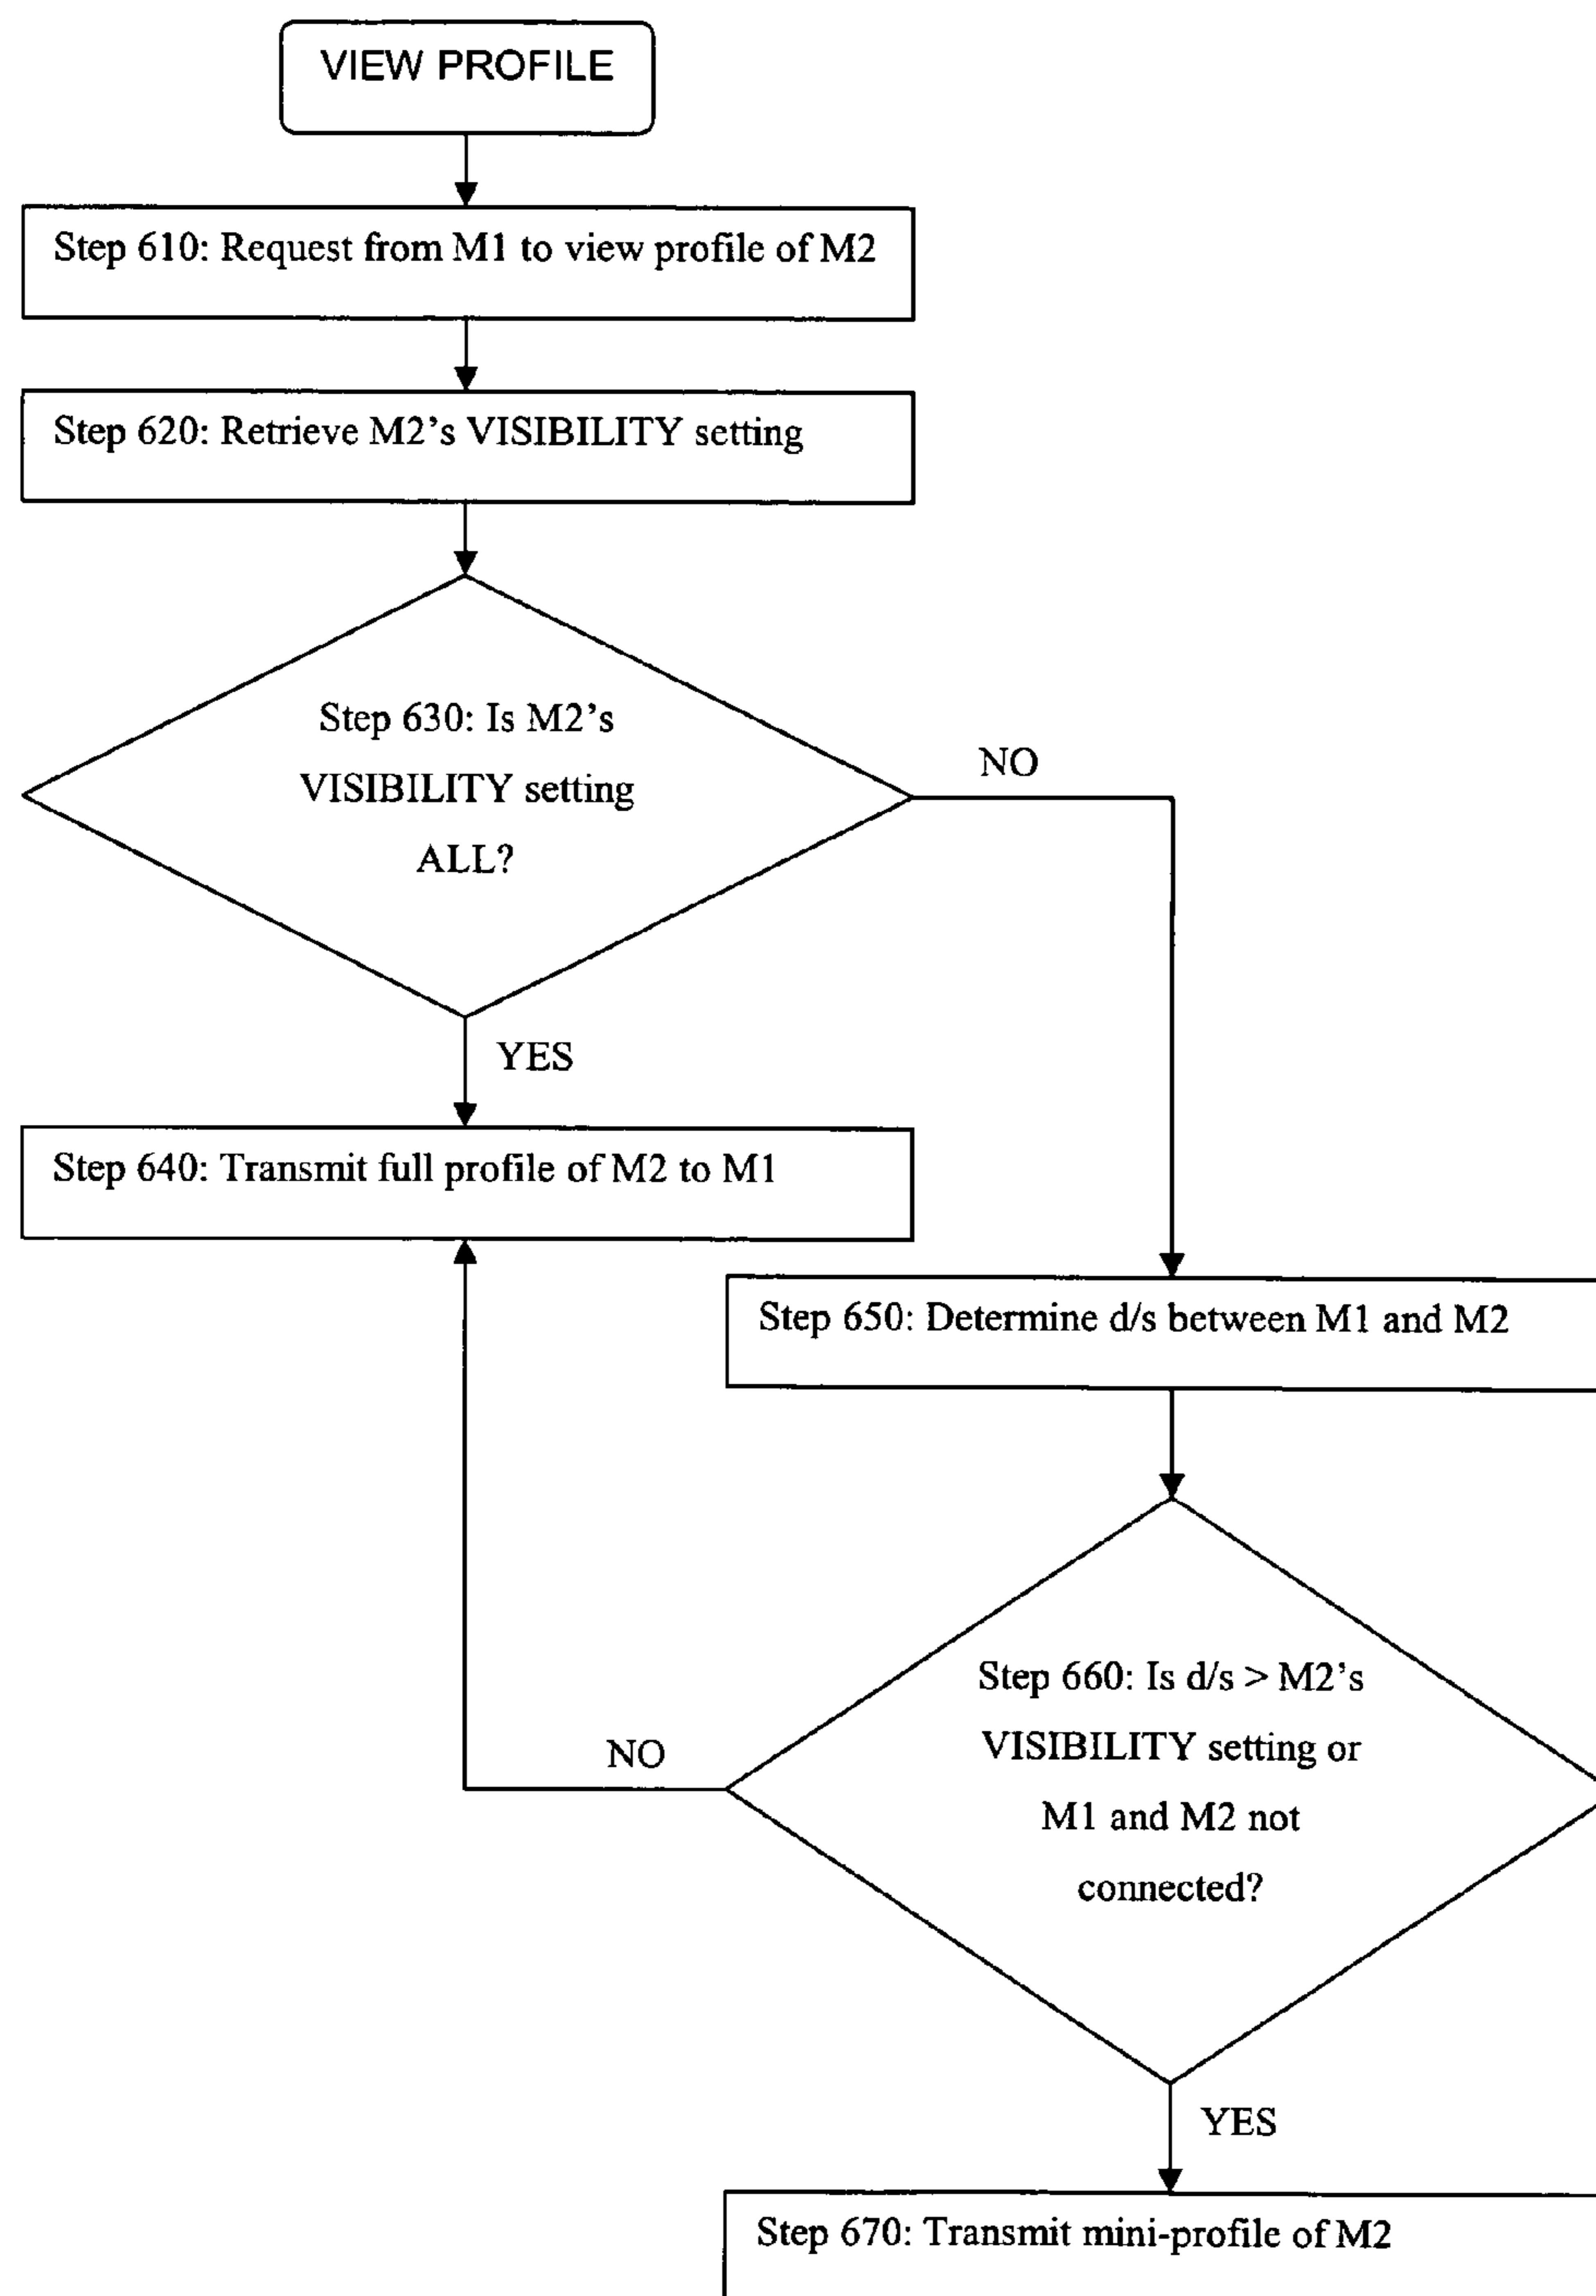 VIEW PROFILE
Step 610: Request from M1 to view profile of M2
Step 620: Retrieve M2’s VISIBILITY setting
Step 630: Is M2’s
VISIBILITY setting
ALL?
NO
YES
Step 640: Transmit full profile of M2 to M1
Step 650: Determine d/s between M1 and M2
Step 660: Is d/s > M2’s
VISIBILITY setting or
M1 and M2 not
connected?
NO
YES
Step 670: Transmit mini-profile of M2